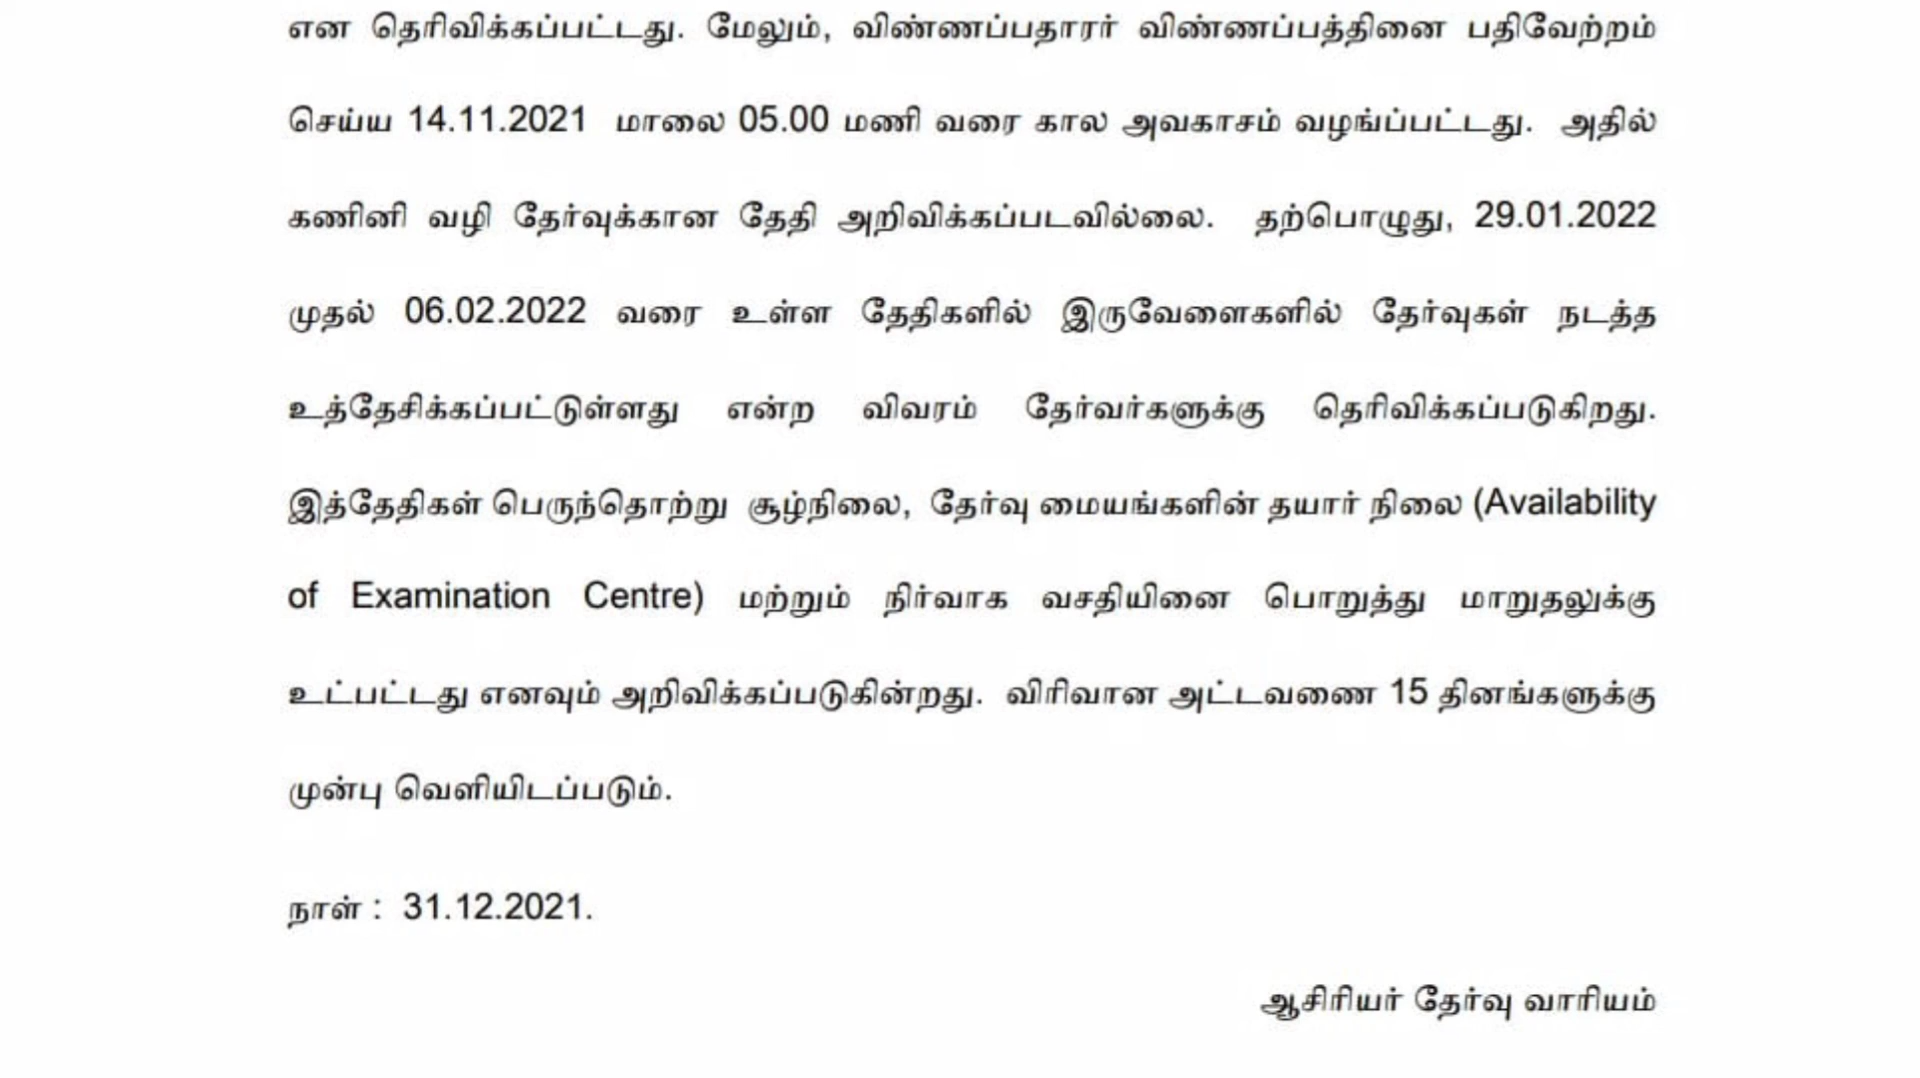 என தெரிவிக்கப்பட்டது. மேலும், விண்ணப்பதாரர் விண்ணப்பத்தினை பதிவேற்றம்
செய்ய 14.11.2021 மாலை 05.00 மணி வரை கால அவகாசம் வழங்ப்பட்டது. அதில்
கணினி வழி தேர்வுக்கான தேதி அறிவிக்கப்படவில்லை. தற்பொழுது, 29.01.2022
முதல் 06.02.2022 வரை உள்ள தேதிகளில் இருவேளைகளில் தேர்வுகள் நடத்த
உத்தேசிக்கப்பட்டுள்ளது என்ற விவரம் தேர்வர்களுக்கு தெரிவிக்கப்படுகிறது.
இத்தேதிகள் பெருந்தொற்று சூழ்நிலை, தேர்வு மையங்களின் தயார் நிலை (Availability
of Examination Centre) மற்றும் நிர்வாக வசதியினை பொறுத்து மாறுதலுக்கு
உட்பட்டது எனவும் அறிவிக்கப்படுகின்றது. விரிவான அட்டவணை 15 தினங்களுக்கு
முன்பு வெளியிடப்படும்.
நாள் : 31.12.2021.
ஆசிரியர் தேர்வு வாரியம்